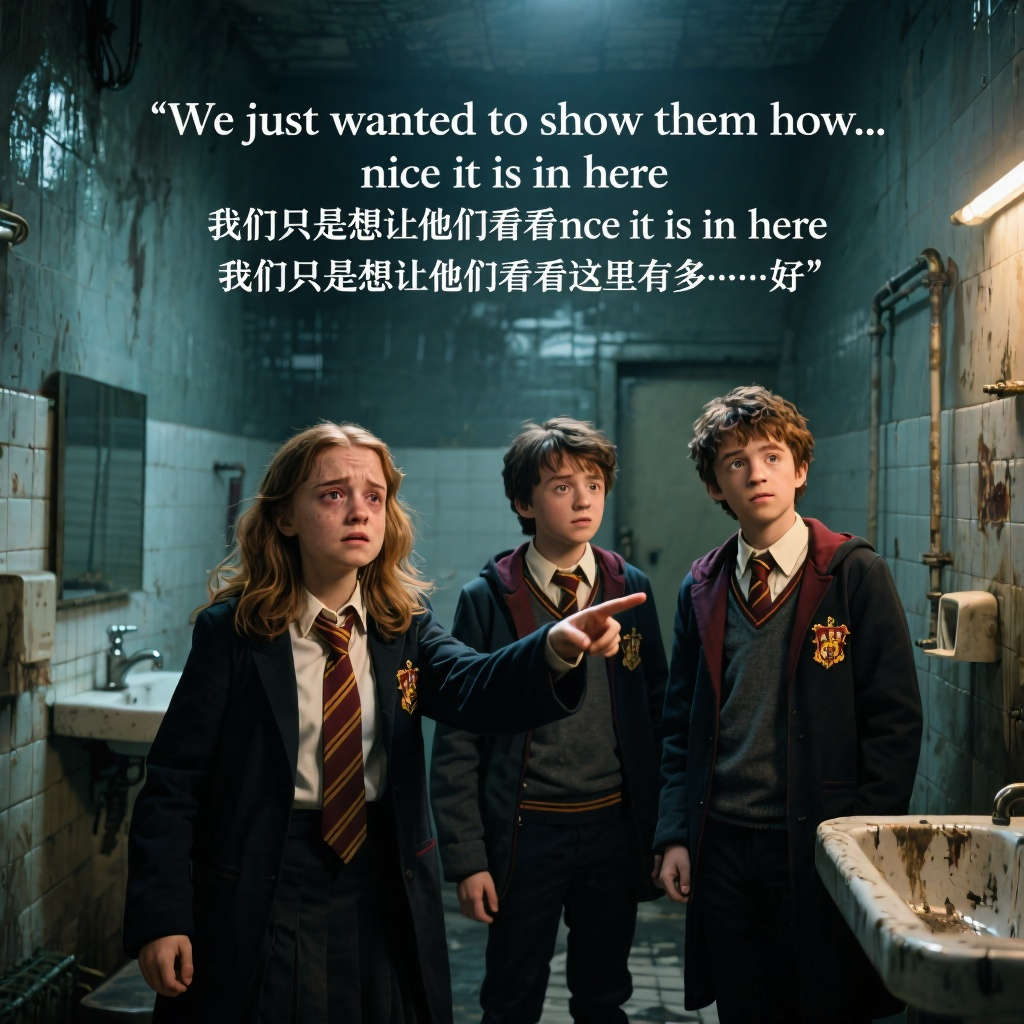 “We just wanted to show them how...
nice it is in here
我们只是想让他们看看nce it is in here
我们只是想让他们看看这里有多……好”